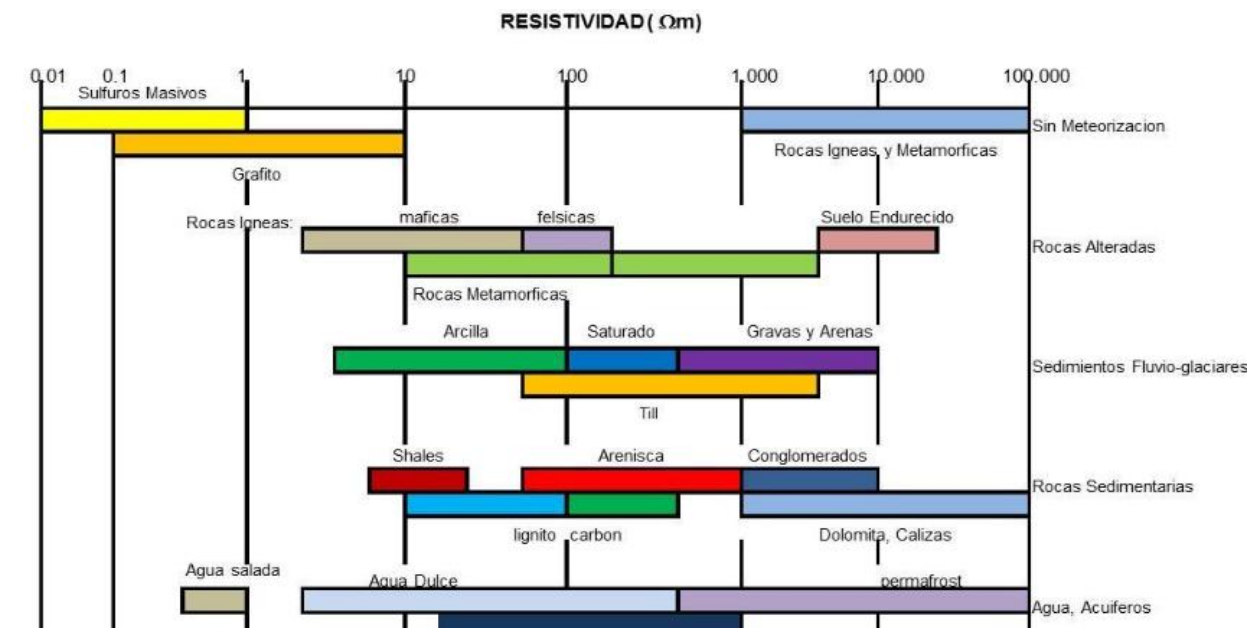 RESISTIVIDAD ( Ωm)
0.01 0.1 1 10 100 1.000 10.000 100.000
Sulfuros Masivos
Sin Meteorizacion
Rocas Igneas y Metamorficas
Grafito
Rocas Igneas: maficas felsicas Suelo Endurecido
Rocas Alteradas
Rocas Metamorficas
Arcilla Saturado Gravas y Arenas
Sedimientos Fluvio-glaciares
Till
Shales Arenisca Conglomerados
Rocas Sedimentarias
lignito carbon Dolomita, Calizas
Agua salada
Agua Dulce permafrost
Agua, Acuiferos